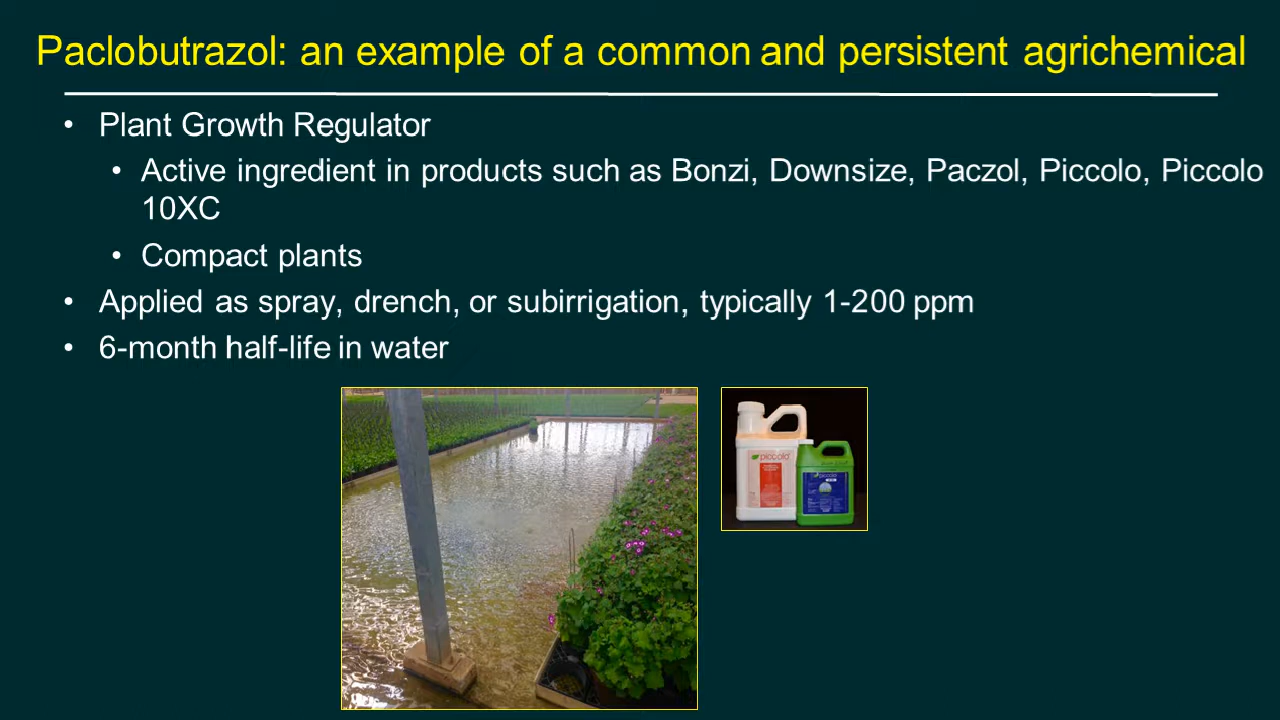 Paclobutrazol: an example of a common and persistent agrichemical
• Plant Growth Regulator
• Active ingredient in products such as Bonzi, Downsize, Paczol, Piccolo, Piccolo
10XC
• Compact plants
• Applied as spray, drench, or subirrigation, typically 1-200 ppm
• 6-month half-life in water
piccolo
piccolo